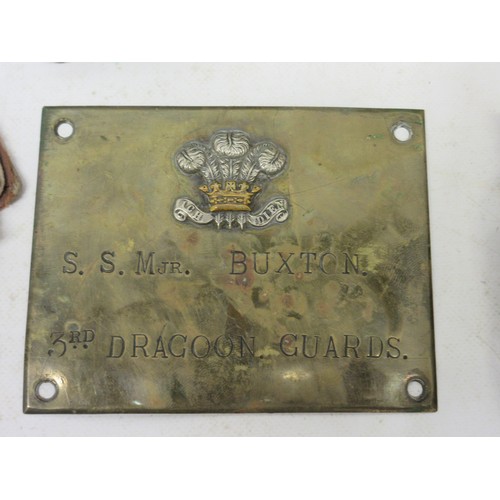 ICH DIEN
S. S. MJR. BUXTON.
3RD DRAGOON. GUARDS.